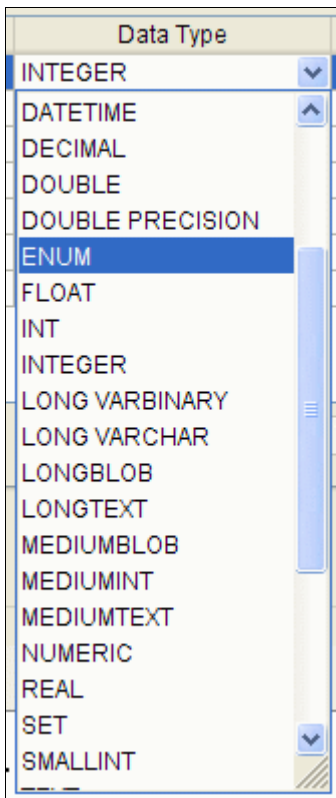 Data Type
INTEGER
DATETIME
DECIMAL
DOUBLE
DOUBLE PRECISION
ENUM
FLOAT
INT
INTEGER
LONG VARBINARY
LONG VARCHAR
LONGBLOB
LONGTEXT
MEDIUMBLOB
MEDIUMINT
MEDIUMTEXT
NUMERIC
REAL
SET
SMALLINT